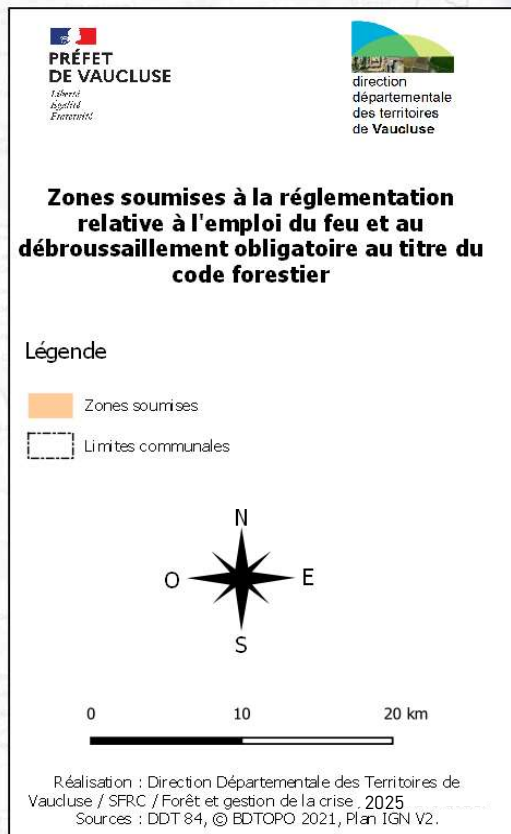 PRÉFET
DE VAUCLUSE
Liberté
Égalité
Fraternité
direction
départementale
des territoires
de Vaucluse
Zones soumises à la réglementation
relative à l'emploi du feu et au
débroussaillement obligatoire au titre du
code forestier
Légende
Zones soumises
Limites communales
N
O
E
S
0 10 20 km
Réalisation : Direction Départementale des Territoires de
Vaucluse / SFRC / Forêt et gestion de la crise , 2025
Sources : DDT 84, © BDTOPO 2021, Plan IGN V2.